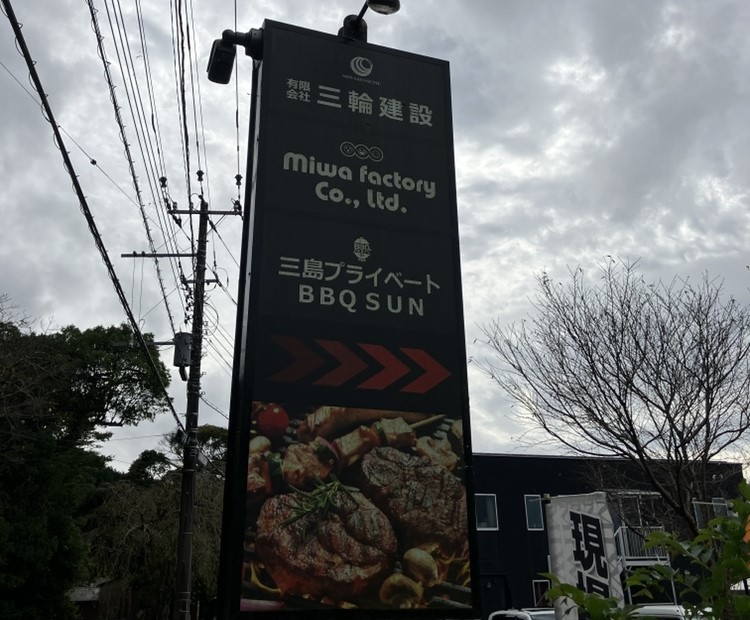 有限
会社 三輪建設
Miwa factory
Co., Ltd.
三島プライベート
BBQ SUN
現